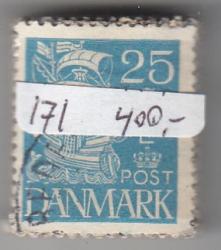 25
171 400,-
POST
DANMARK